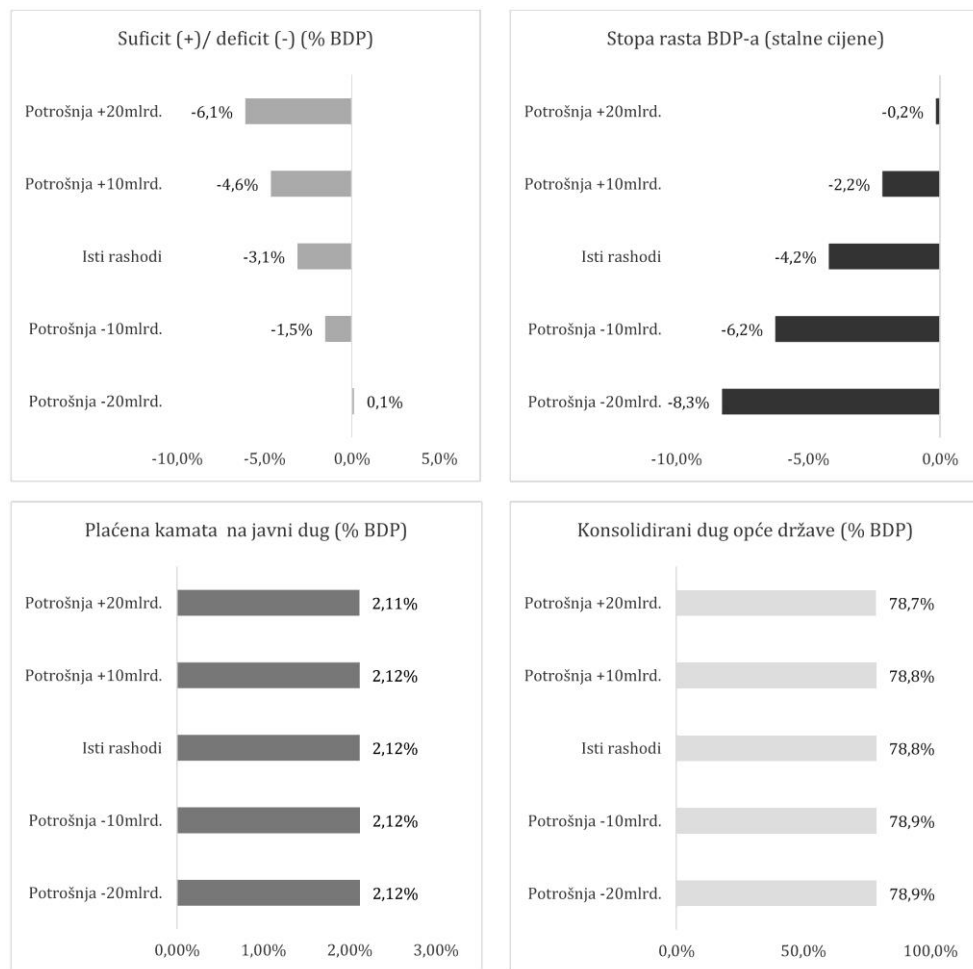 Suficit (+)/ deficit (-) (% BDP)
Potrošnja +20mlrd. -6,1%
Potrošnja +10mlrd. -4,6%
Isti rashodi -3,1%
Potrošnja -10mlrd. -1,5%
Potrošnja -20mlrd. 0,1%
-10,0% -5,0% 0,0% 5,0%
Stopa rasta BDP-a (stalne cijene)
Potrošnja +20mlrd. -0,2%
Potrošnja +10mlrd. -2,2%
Isti rashodi -4,2%
Potrošnja -10mlrd. -6,2%
Potrošnja -20mlrd. -8,3%
-10,0% -5,0% 0,0%
Plaćena kamata na javni dug (% BDP)
Potrošnja +20mlrd. 2,11%
Potrošnja +10mlrd. 2,12%
Isti rashodi 2,12%
Potrošnja -10mlrd. 2,12%
Potrošnja -20mlrd. 2,12%
0,00% 1,00% 2,00% 3,00%
Konsolidirani dug opće države (% BDP)
Potrošnja +20mlrd. 78,7%
Potrošnja +10mlrd. 78,8%
Isti rashodi 78,8%
Potrošnja -10mlrd. 78,9%
Potrošnja -20mlrd. 78,9%
0,0% 50,0% 100,0%